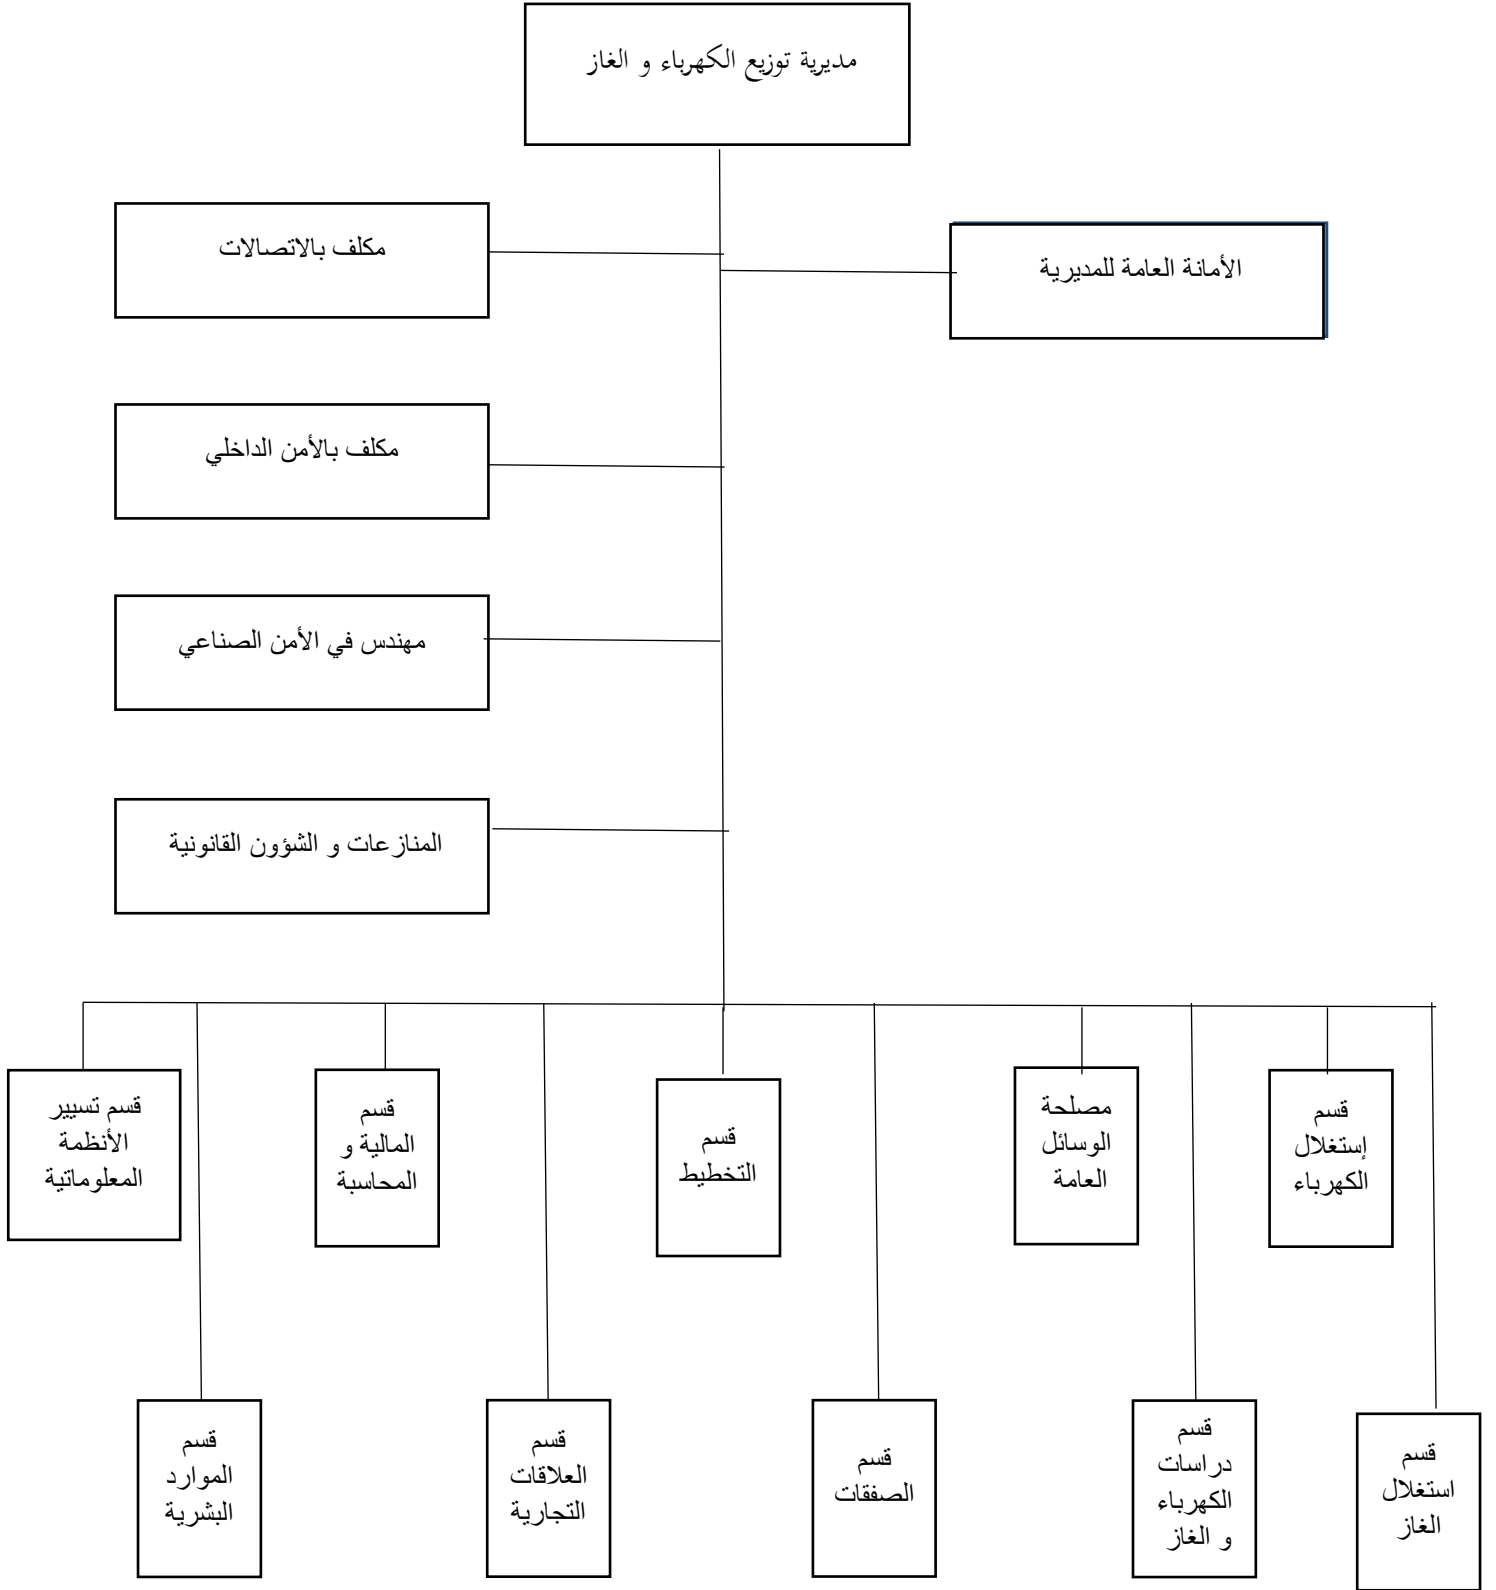 مديرية توزيع الكهرباء و الغاز
الأمانة العامة للمديرية
مكلف بالاتصالات
مكلف بالأمن الداخلي
مهندس في الأمن الصناعي
المنازعات و الشؤون القانونية
قسم
إستغلال
الكهرباء
مصلحة
الوسائل
العامة
قسم
التخطيط
قسم
المالية و
المحاسبة
قسم تسيير
الأنظمة
المعلوماتية
قسم
استغلال
الغاز
قسم
دراسات
الكهرباء
و الغاز
قسم
الصفقات
قسم
العلاقات
التجارية
قسم
الموارد
البشرية